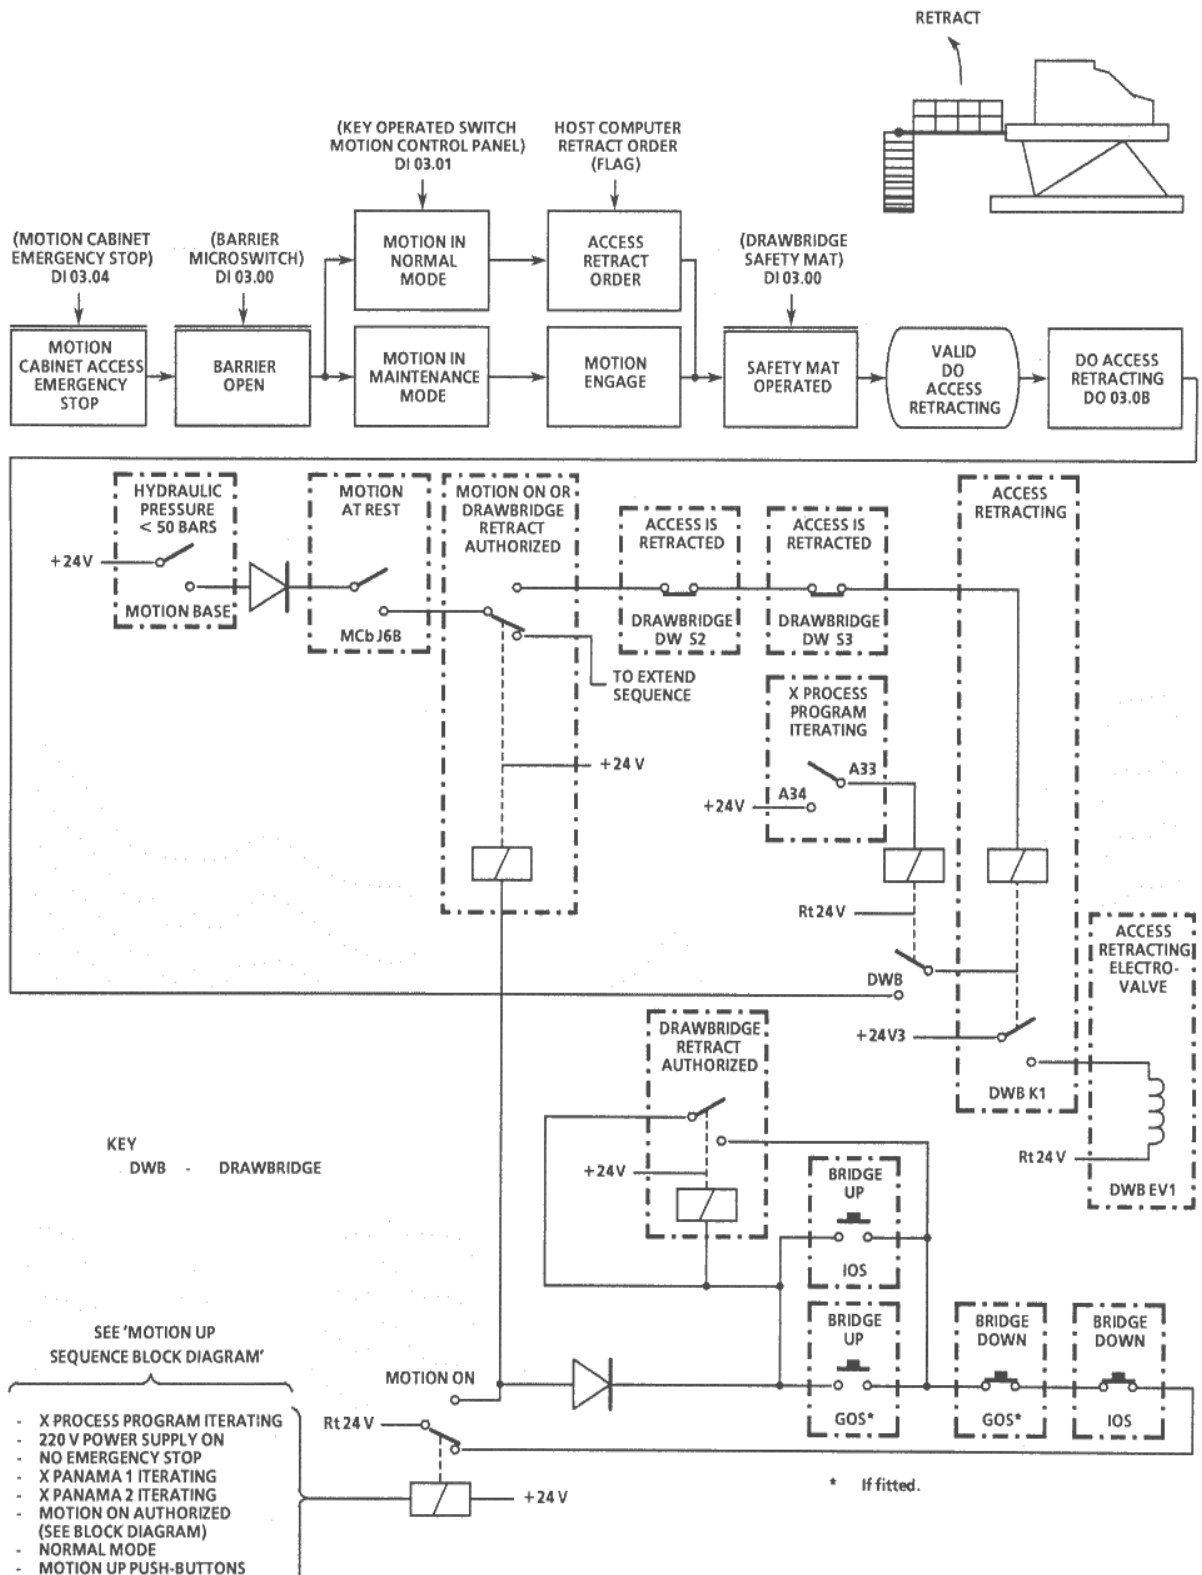 RETRACT
(KEY OPERATED SWITCH
MOTION CONTROL PANEL)
DI 03.01
HOST COMPUTER
RETRACT ORDER
(FLAG)
(MOTION CABINET
EMERGENCY STOP)
DI 03.04
(BARRIER
MICROSWITCH)
DI 03.00
MOTION IN
NORMAL
MODE
ACCESS
RETRACT
ORDER
(DRAWBRIDGE
SAFETY MAT)
DI 03.00
MOTION
CABINET ACCESS
EMERGENCY
STOP
BARRIER
OPEN
MOTION IN
MAINTENANCE
MODE
MOTION
ENGAGE
SAFETY MAT
OPERATED
VALID
DO
ACCESS
RETRACTING
DO ACCESS
RETRACTING
DO 03.0B
HYDRAULIC
PRESSURE
< 50 BARS
+24V
MOTION BASE
MOTION
AT REST
MCb J6B
MOTION ON OR
DRAWBRIDGE
RETRACT
AUTHORIZED
TO EXTEND
SEQUENCE
+24 V
ACCESS IS
RETRACTED
DRAWBRIDGE
DW S2
ACCESS IS
RETRACTED
DRAWBRIDGE
DW S3
ACCESS
RETRACTING
X PROCESS
PROGRAM
ITERATING
A33
A34
+24V
Rt 24V
DWB
+24V3
DWB K1
ACCESS
RETRACTING
ELECTRO-
VALVE
Rt 24V
DWB EV1
DRAWBRIDGE
RETRACT
AUTHORIZED
+24V
KEY
DWB - DRAWBRIDGE
BRIDGE
UP
IOS
BRIDGE
UP
GOS*
BRIDGE
DOWN
GOS*
BRIDGE
DOWN
IOS
SEE 'MOTION UP
SEQUENCE BLOCK DIAGRAM'
MOTION ON
Rt 24 V
+24V
* If fitted.
- X PROCESS PROGRAM ITERATING
- 220 V POWER SUPPLY ON
- NO EMERGENCY STOP
- X PANAMA 1 ITERATING
- X PANAMA 2 ITERATING
- MOTION ON AUTHORIZED
(SEE BLOCK DIAGRAM)
- NORMAL MODE
- MOTION UP PUSH-BUTTONS